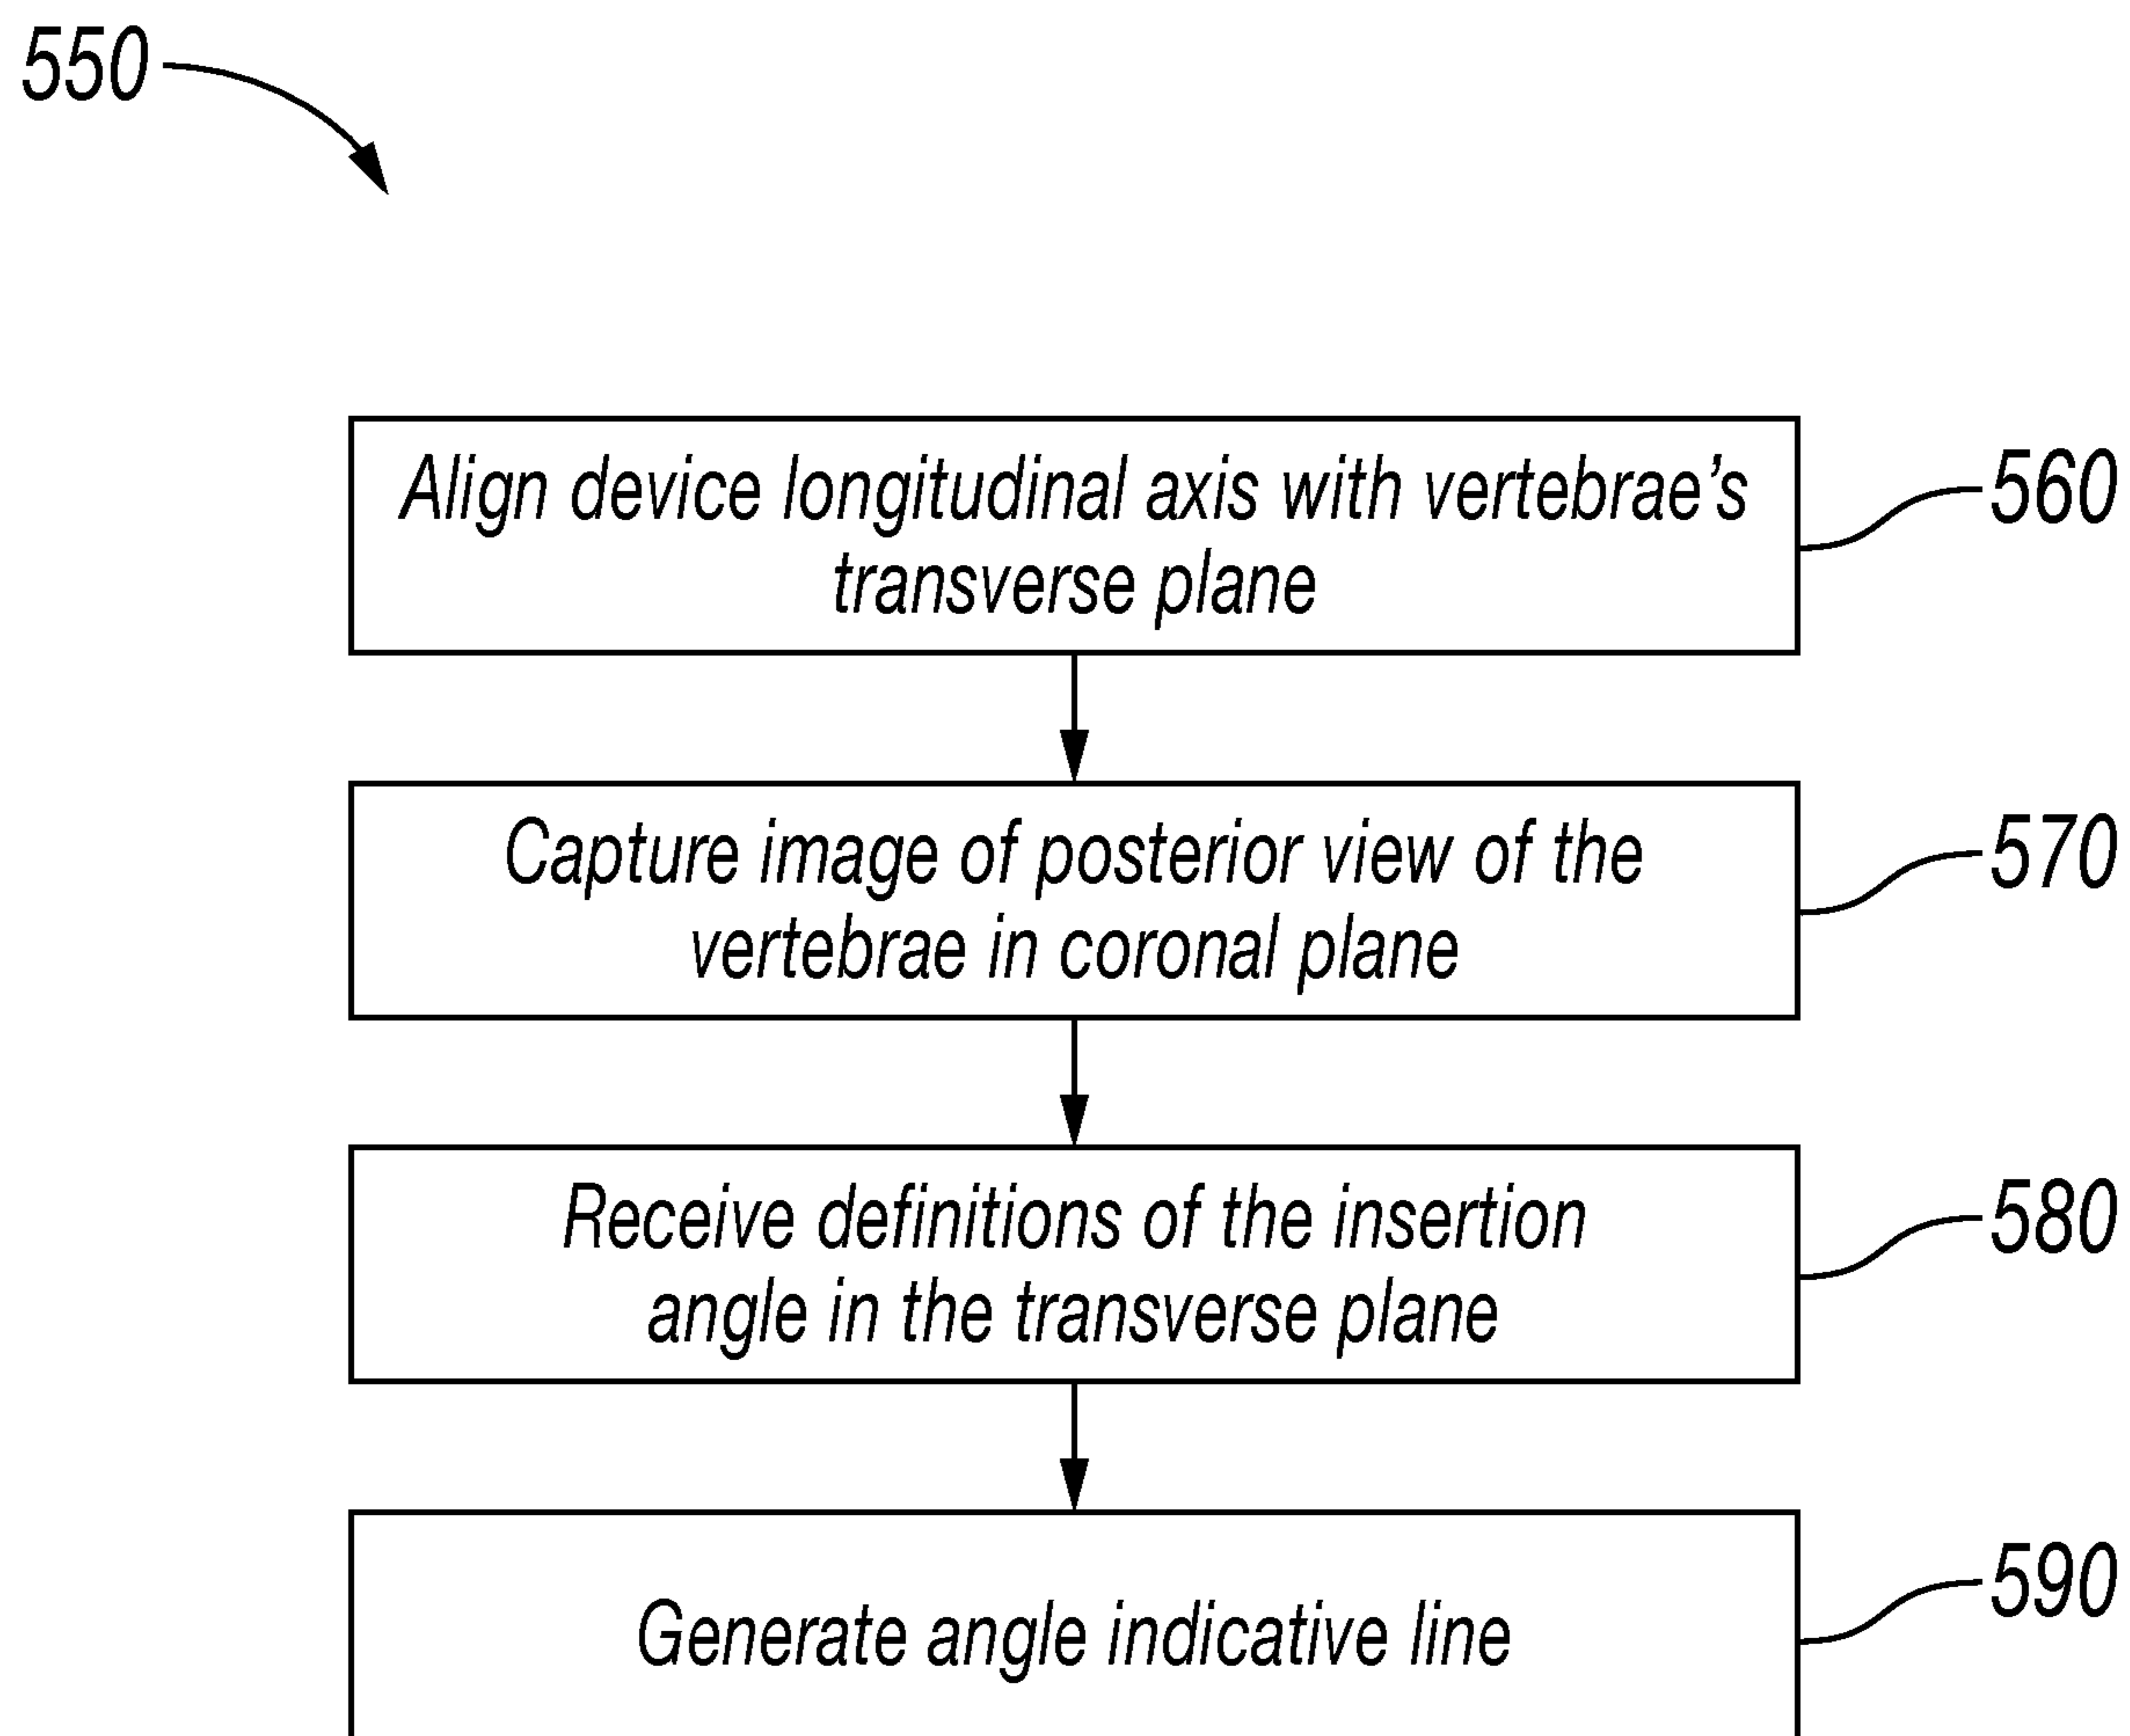 550
Align device longitudinal axis with vertebrae’s
transverse plane
560
Capture image of posterior view of the
vertebrae in coronal plane
570
Receive definitions of the insertion
angle in the transverse plane
580
Generate angle indicative line
590